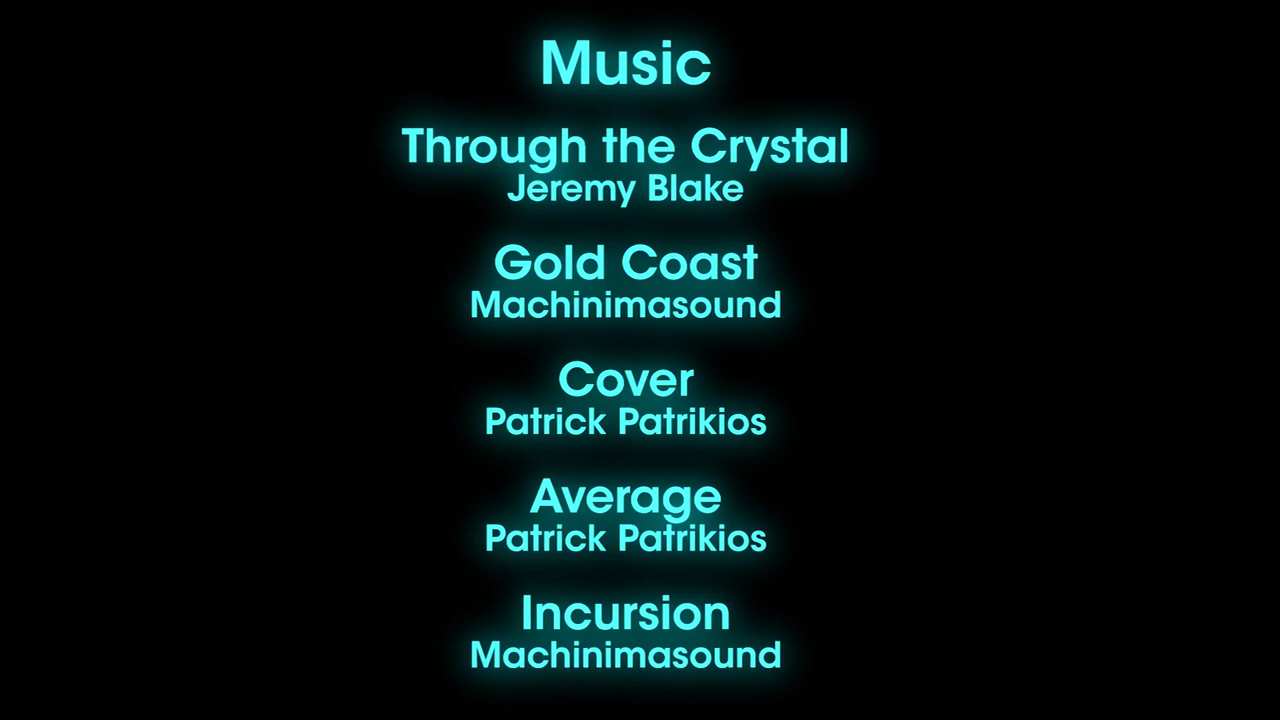 Music
Through the Crystal
Jeremy Blake
Gold Coast
Machinimasound
Cover
Patrick Patrikios
Average
Patrick Patrikios
Incursion
Machinimasound